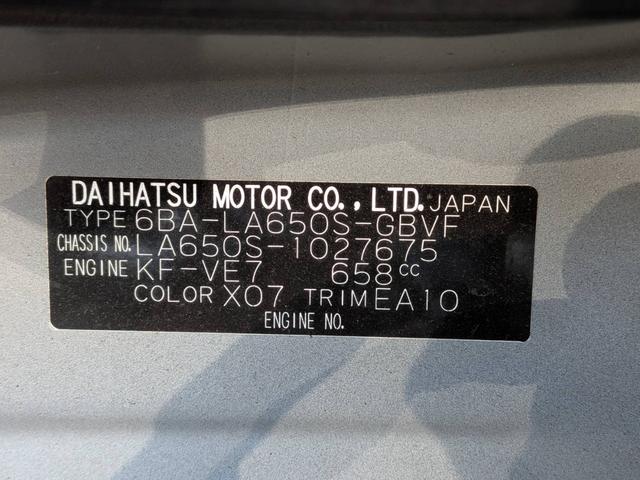 DAIHATSU MOTOR CO., LTD. JAPAN
TYPE 6BA-LA650S-GBVF
CHASSIS NO. LA650S-1027675
ENGINE KF-VE7 658cc
COLOR X07 TRIM EA10
ENGINE NO.